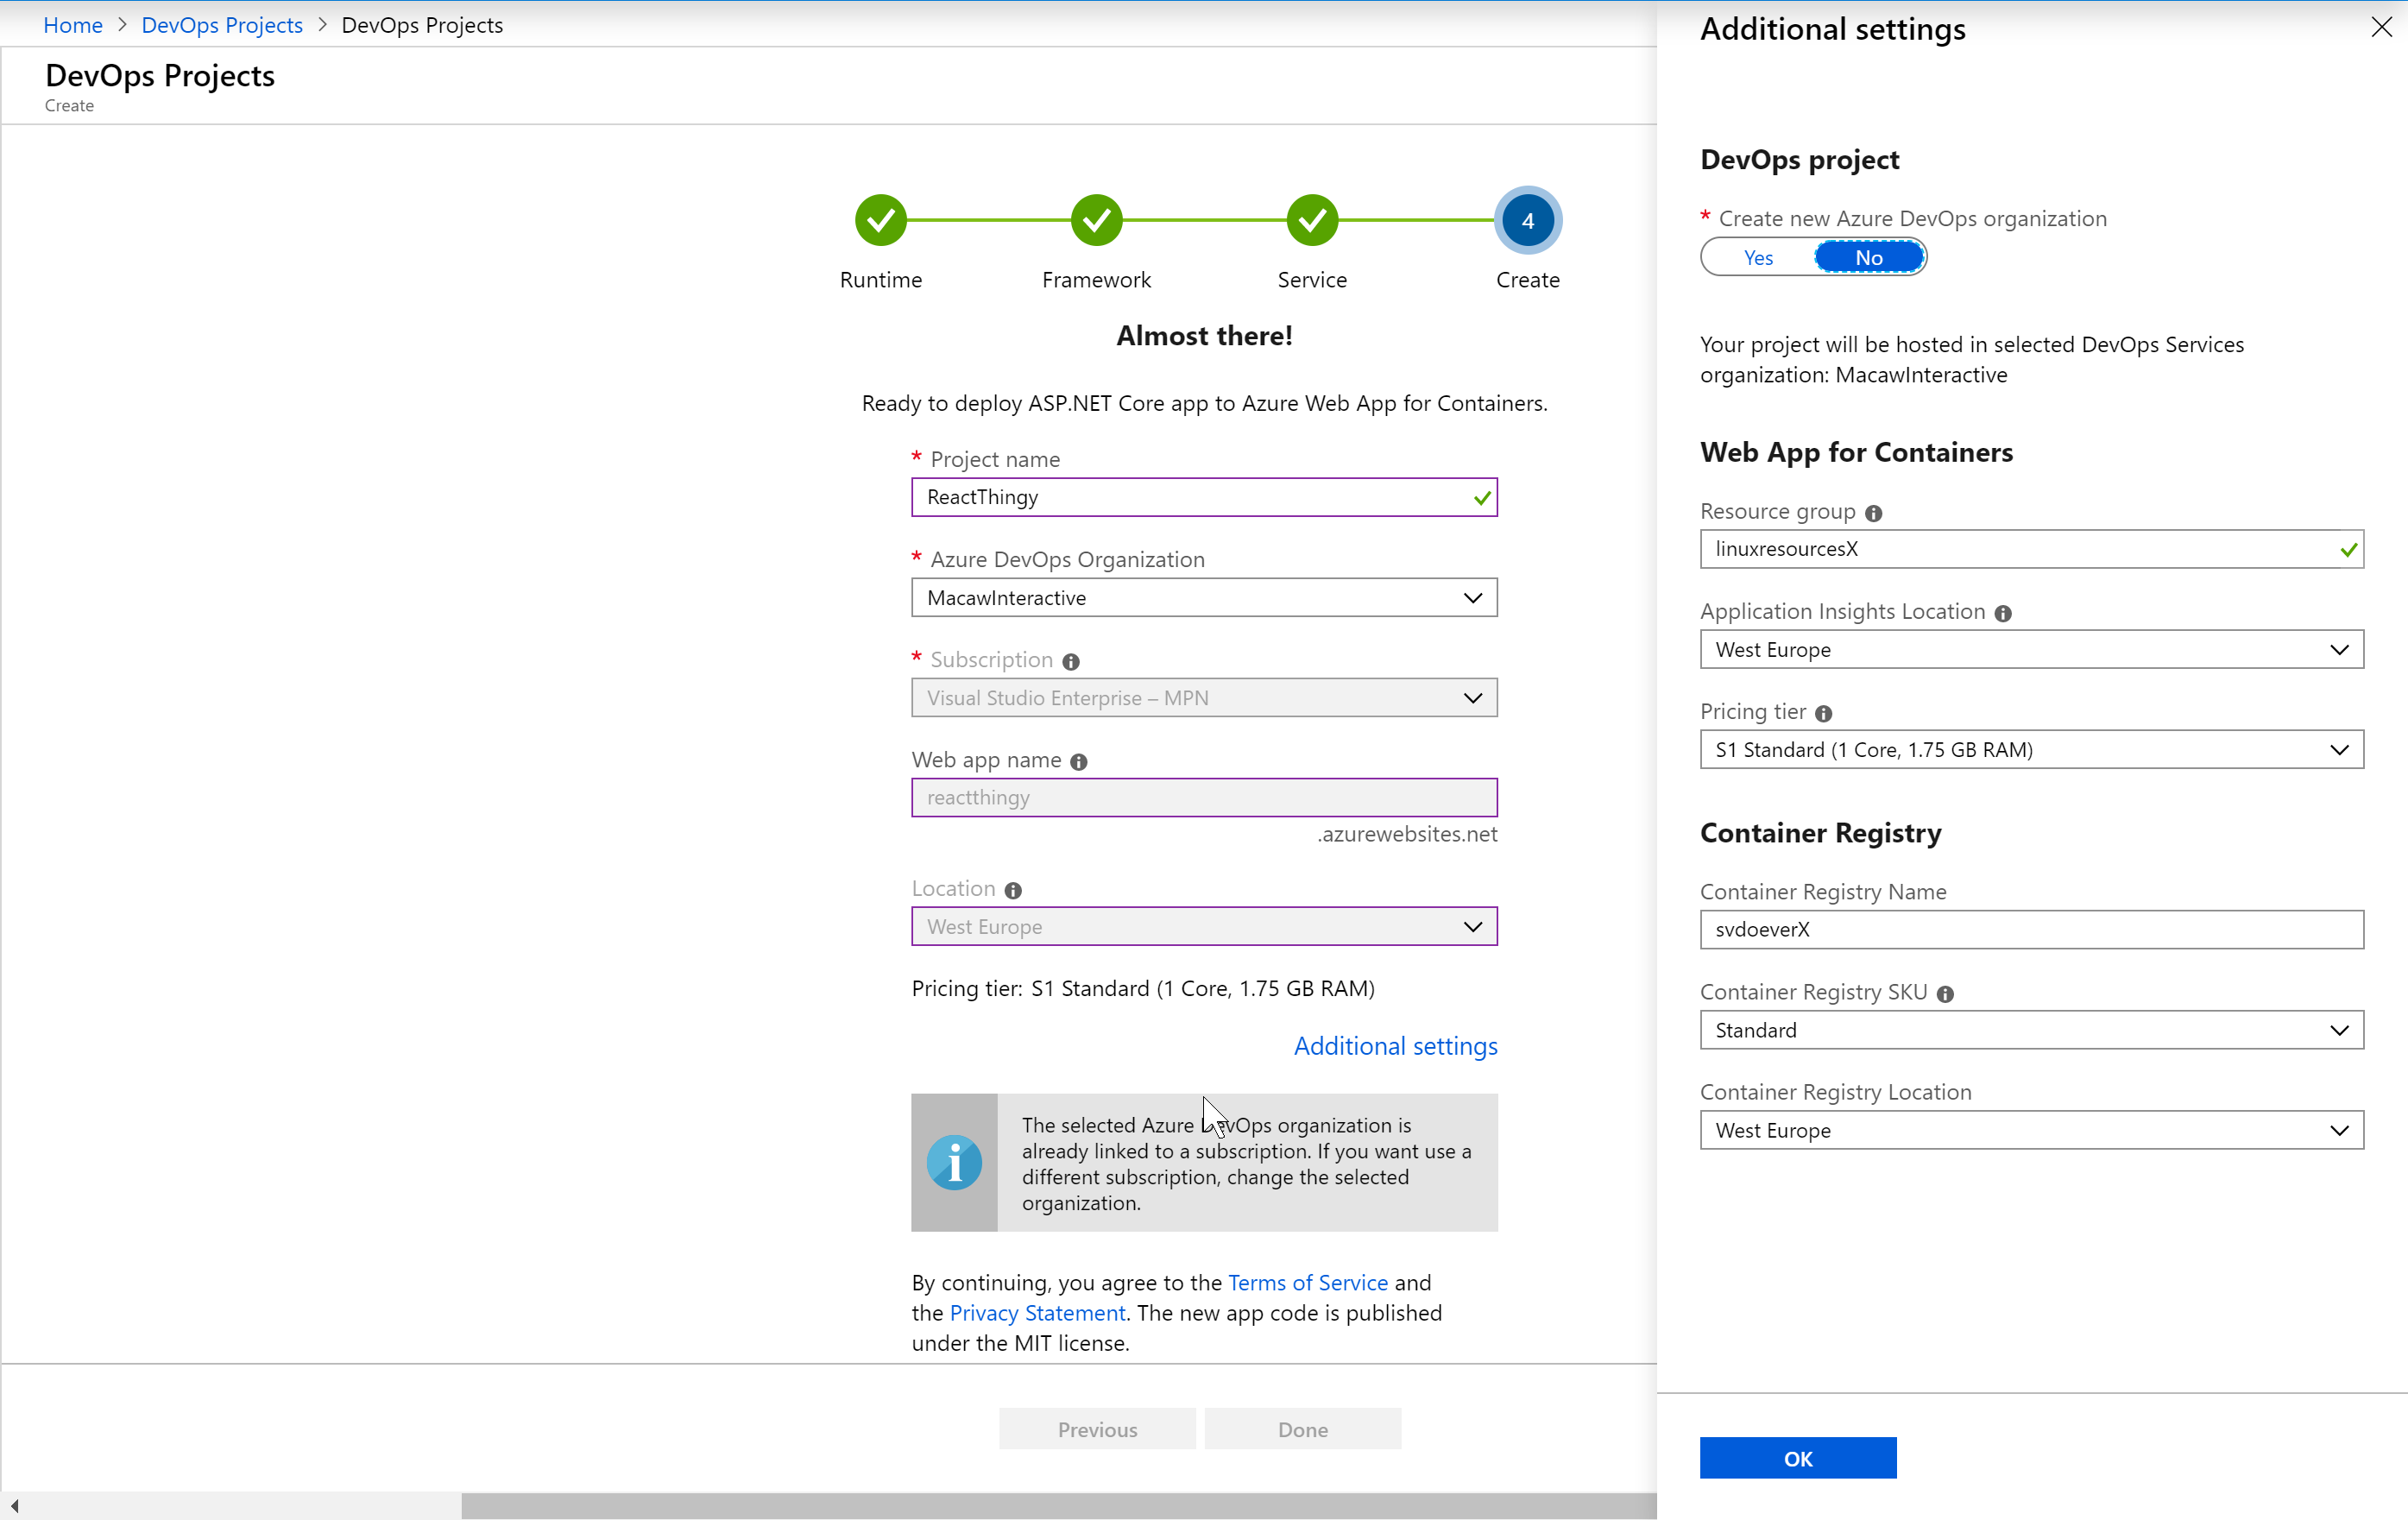 Home > DevOps Projects > DevOps Projects
DevOps Projects
Create
Runtime
Framework
Service
4
Create
Almost there!
Ready to deploy ASP.NET Core app to Azure Web App for Containers.
* Project name
ReactThingy
* Azure DevOps Organization
MacawInteractive
* Subscription
Visual Studio Enterprise – MPN
Web app name
reactthingy
.azurewebsites.net
Location
West Europe
Pricing tier: S1 Standard (1 Core, 1.75 GB RAM)
Additional settings
The selected Azure DevOps organization is
already linked to a subscription. If you want use a
different subscription, change the selected
organization.
By continuing, you agree to the Terms of Service and
the Privacy Statement. The new app code is published
under the MIT license.
Previous
Done
Additional settings
DevOps project
* Create new Azure DevOps organization
Yes No
Your project will be hosted in selected DevOps Services
organization: MacawInteractive
Web App for Containers
Resource group
linuxresourcesX
Application Insights Location
West Europe
Pricing tier
S1 Standard (1 Core, 1.75 GB RAM)
Container Registry
Container Registry Name
svdoeverX
Container Registry SKU
Standard
Container Registry Location
West Europe
OK